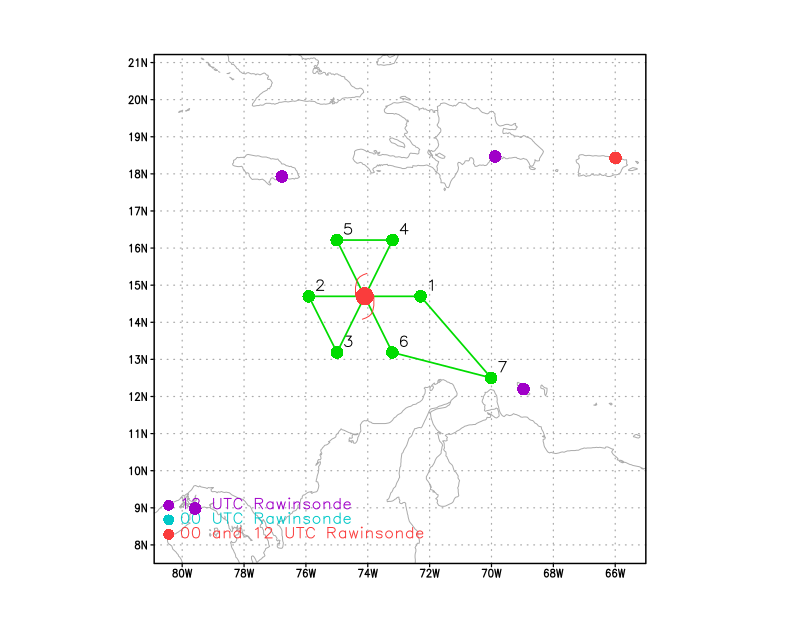 21N
20N
19N
18N
17N
5 4
16N
15N
2 1
14N
3 6
13N
7
12N
11N
10N
12 UTC Rawinsonde
9N
00 UTC Rawinsonde
00 and 12 UTC Rawinsonde
8N
80W 78W 76W 74W 72W 70W 68W 66W